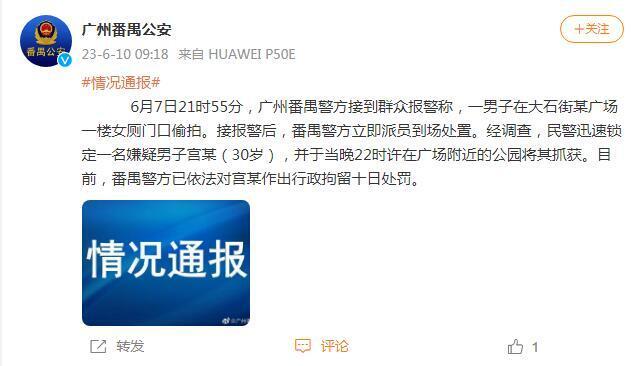 广州番禺公安
+关注
番禺公安
23-6-10 09:18 来自 HUAWEI P50E
#情况通报#
6月7日21时55分，广州番禺警方接到群众报警称，一男子在大石街某广场
一楼女厕门口偷拍。接报警后，番禺警方立即派员到场处置。经调查，民警迅速锁
定一名嫌疑男子宫某（30岁），并于当晚22时许在广场附近的公园将其抓获。目
前，番禺警方已依法对宫某作出行政拘留十日处罚。
情况通报
转发
评论
1